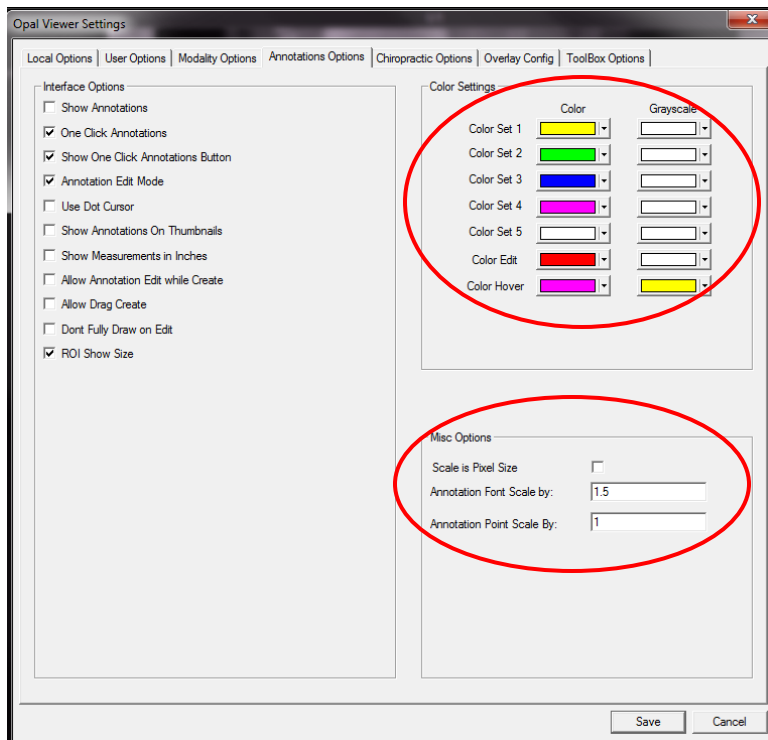 Opal Viewer Settings
Local Options User Options Modality Options Annotations Options Chiropractic Options Overlay Config ToolBox Options
Interface Options
Show Annotations
One Click Annotations
Show One Click Annotations Button
Annotation Edit Mode
Use Dot Cursor
Show Annotations On Thumbnails
Show Measurements in Inches
Allow Annotation Edit while Create
Allow Drag Create
Dont Fully Draw on Edit
ROI Show Size
Color Settings
Color Grayscale
Color Set 1
Color Set 2
Color Set 3
Color Set 4
Color Set 5
Color Edit
Color Hover
Misc Options
Scale is Pixel Size
Annotation Font Scale by: 1.5
Annotation Point Scale By: 1
Save Cancel